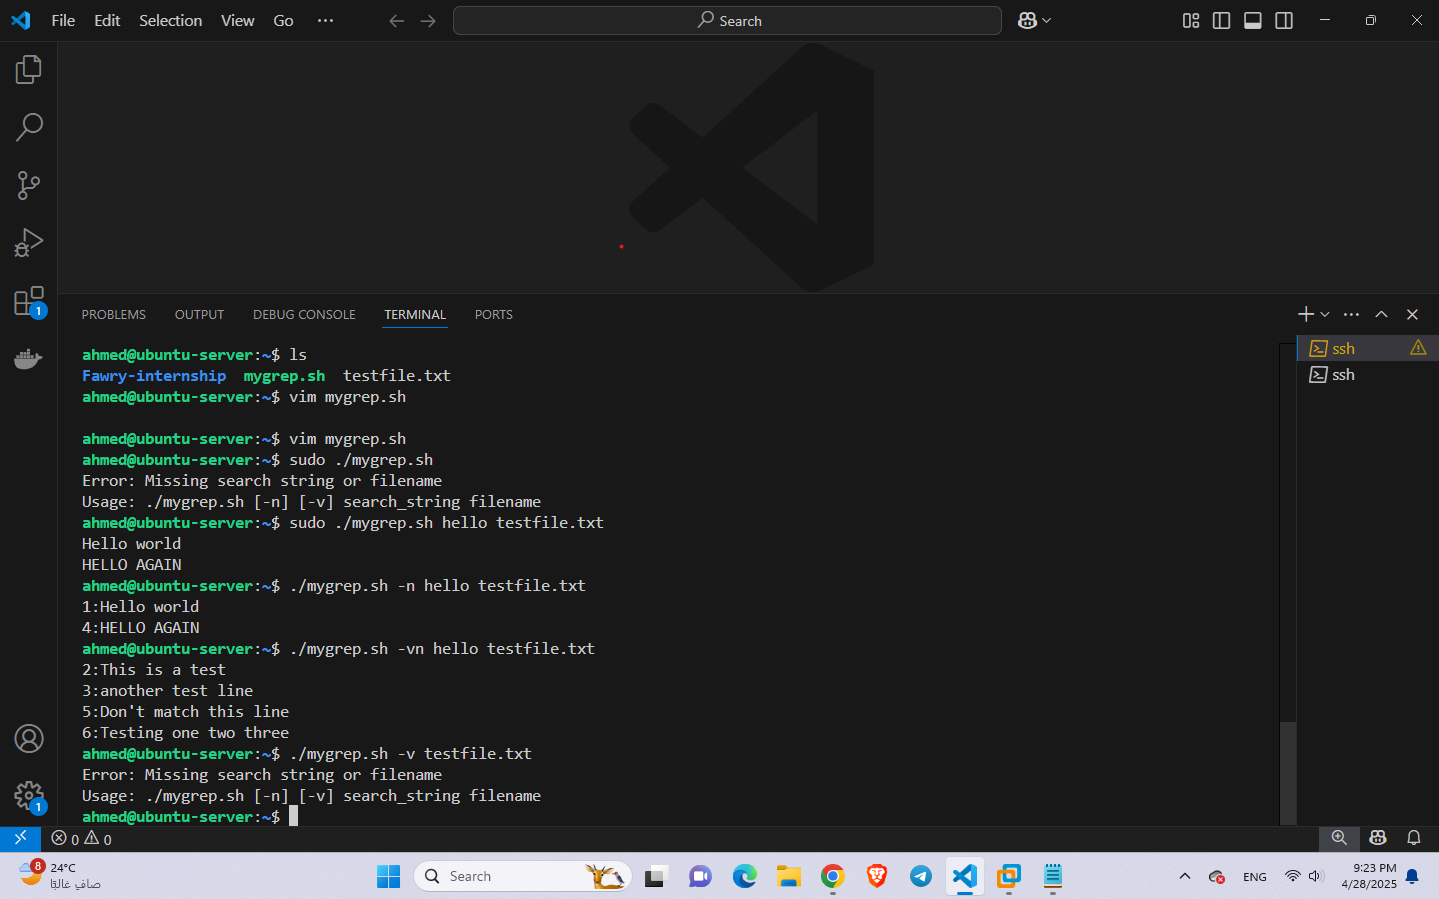 File Edit Selection View Go ···
Search
PROBLEMS OUTPUT DEBUG CONSOLE TERMINAL PORTS
ahmed@ubuntu-server:~$ ls
Fawry-internship mygrep.sh testfile.txt
ahmed@ubuntu-server:~$ vim mygrep.sh
ahmed@ubuntu-server:~$ vim mygrep.sh
ahmed@ubuntu-server:~$ sudo ./mygrep.sh
Error: Missing search string or filename
Usage: ./mygrep.sh [-n] [-v] search_string filename
ahmed@ubuntu-server:~$ sudo ./mygrep.sh hello testfile.txt
Hello world
HELLO AGAIN
ahmed@ubuntu-server:~$ ./mygrep.sh -n hello testfile.txt
1:Hello world
4:HELLO AGAIN
ahmed@ubuntu-server:~$ ./mygrep.sh -vn hello testfile.txt
2:This is a test
3:another test line
5:Don't match this line
6:Testing one two three
ahmed@ubuntu-server:~$ ./mygrep.sh -v testfile.txt
Error: Missing search string or filename
Usage: ./mygrep.sh [-n] [-v] search_string filename
ahmed@ubuntu-server:~$
ssh
ssh
1
1
0 0
8
24°C
صافٍ غالبًا
Search
ENG
9:23 PM
4/28/2025